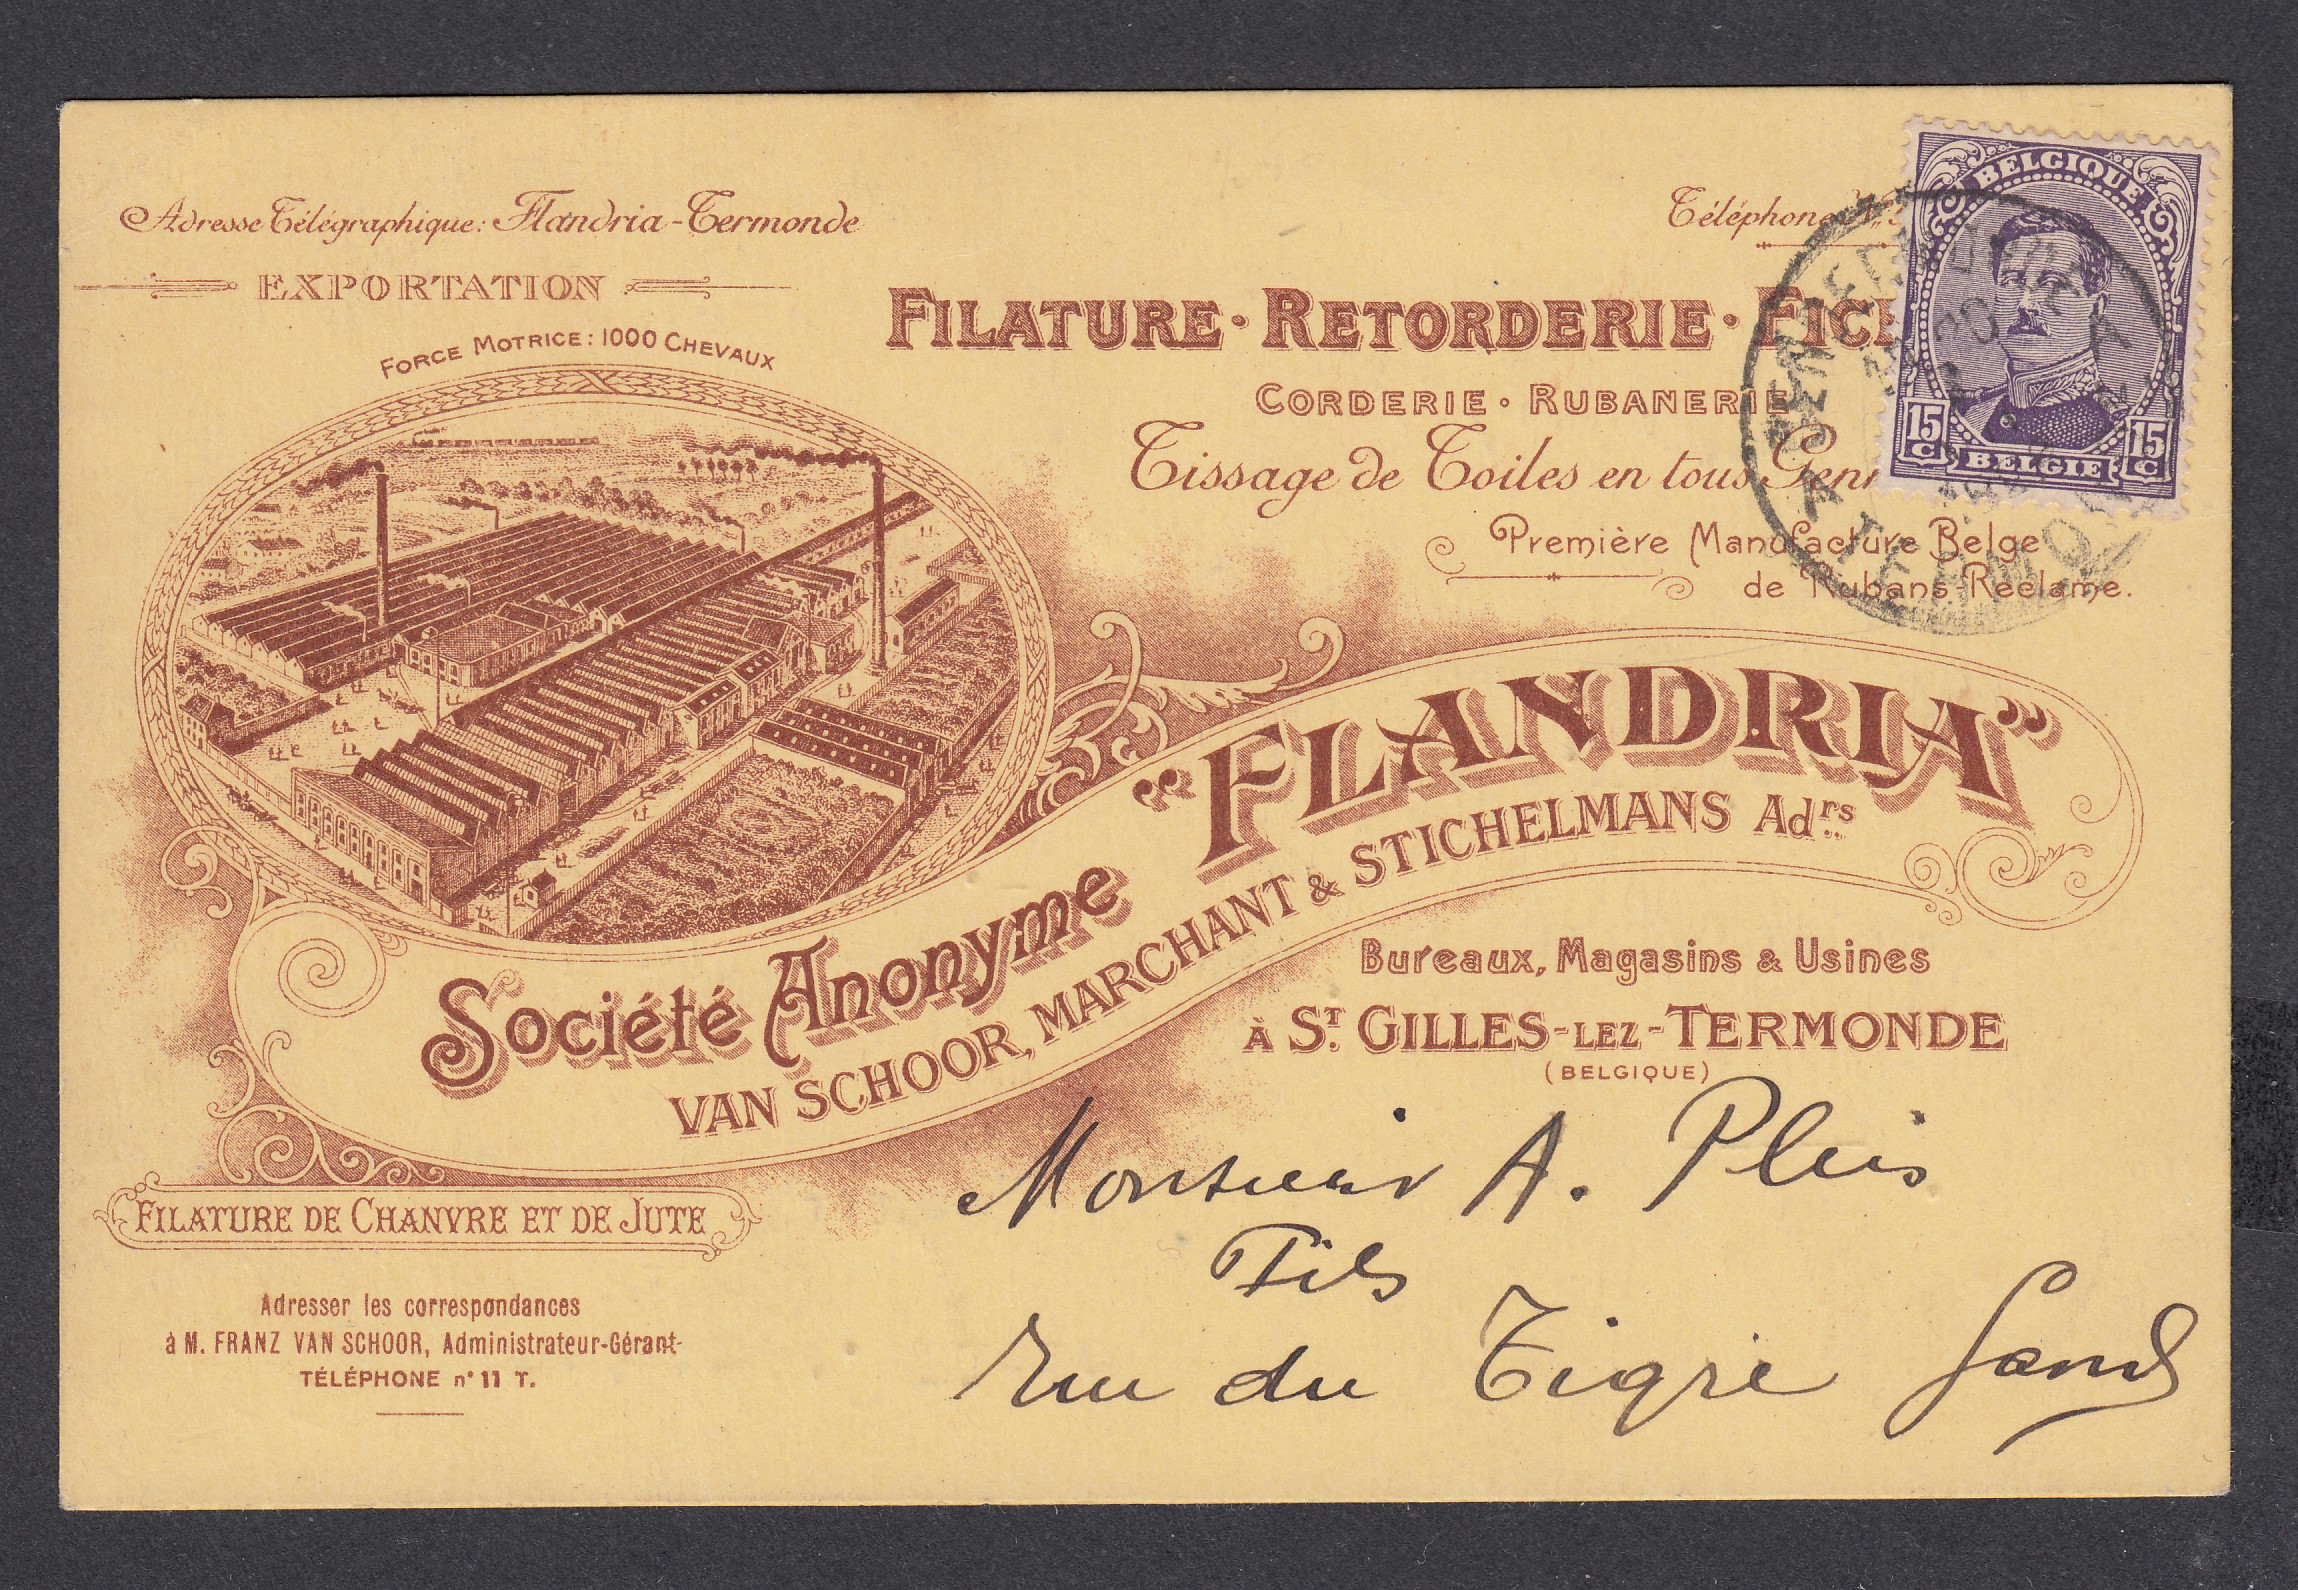 Adresse Télégraphique: Flandria-Termonde
EXPORTATION
FORCE MOTRICE: 1000 CHEVAUX
Téléphone
FILATURE · RETORDERIE ·
CORDERIE · RUBANERIE
Tissage de Toiles en tous
Première Manufacture Belge
de Rubans-Réclame.
BELGIQUE
15 C
15 C
BELGIE
DENDERMONDE
20
TERMONDE
Société Anonyme “FLANDRIA”
VAN SCHOOR, MARCHANT & STICHELMANS Adrs
Bureaux, Magasins & Usines
À ST. GILLES-LEZ-TERMONDE
(BELGIQUE)
FILATURE DE CHANVRE ET DE JUTE
Adresser les correspondances
à M. FRANZ VAN SCHOOR, Administrateur-Gérant
TÉLÉPHONE n° 11 T.
Monsieur A. Pluis
Fils
Rue du Tigre Gand